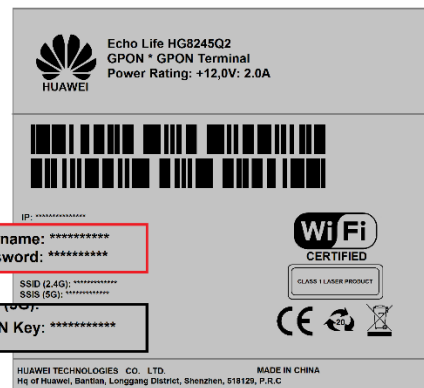 Echo Life HG8245Q2
GPON * GPON Terminal
Power Rating: +12,0V: 2.0A
HUAWEI
IP: **************
name: **********
sword: **********
SSID (2.4G): ************
SSIS (5G): ************
N Key: ***********
Wi Fi
CERTIFIED
CLASS 1 LASER PRODUCT
CE 20
HUAWEI TECHNOLOGIES CO. LTD. MADE IN CHINA
Hq of Huawei, Bantian, Longgang District, Shenzhen, 518129, P.R.C